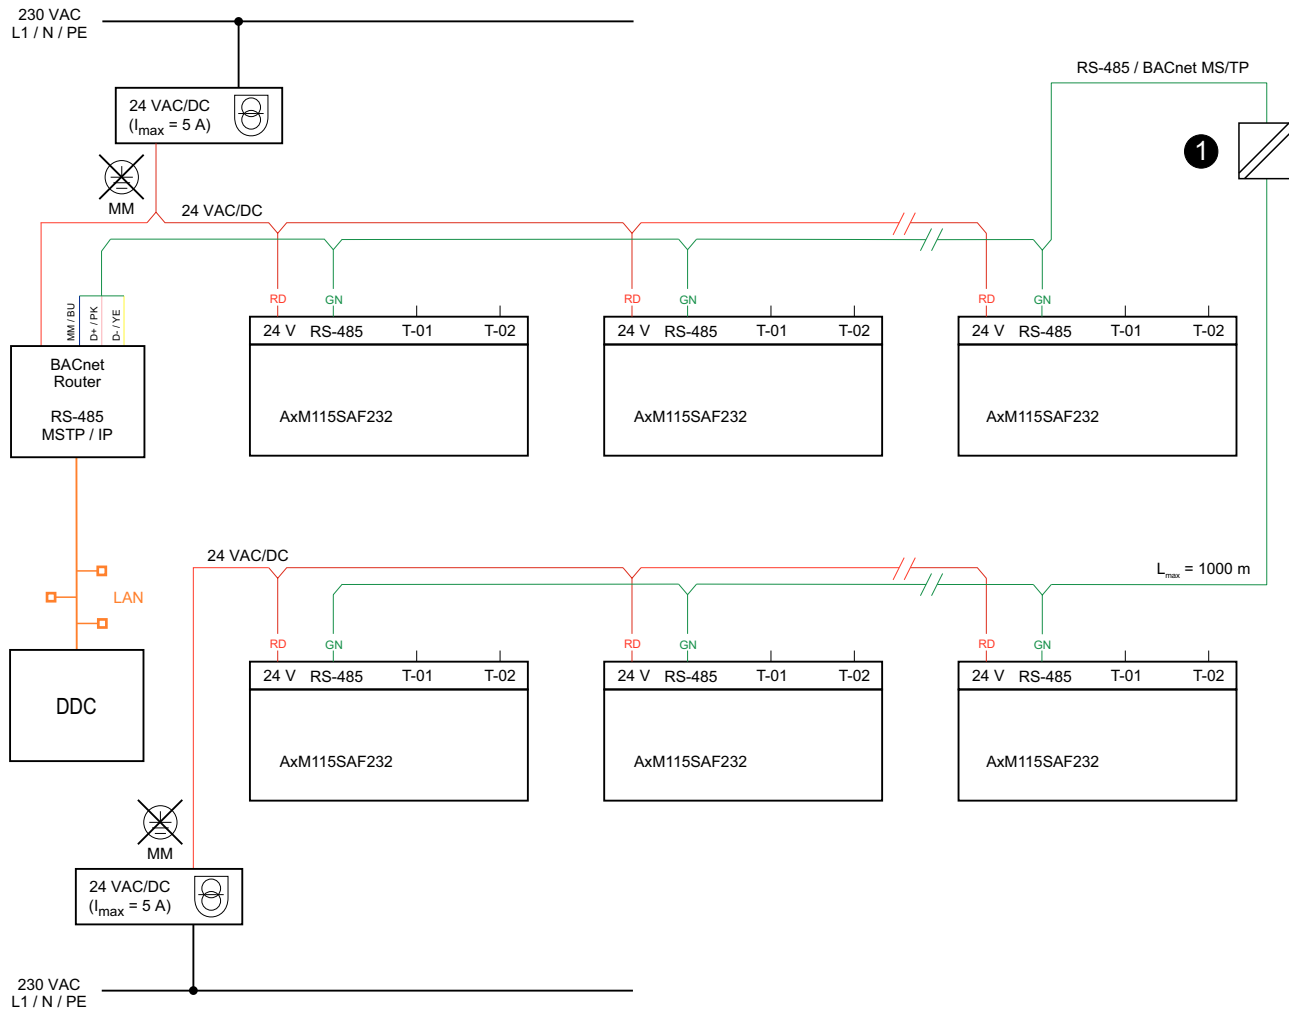 230 VAC
L1 / N / PE
24 VAC/DC
(Imax = 5 A)
MM
24 VAC/DC
RS-485 / BACnet MS/TP
1
MM / BU
D+ / PK
D- / YE
RD
GN
RD
GN
RD
GN
24 V RS-485 T-01 T-02
24 V RS-485 T-01 T-02
24 V RS-485 T-01 T-02
BACnet
Router
RS-485
MSTP / IP
AxM115SAF232
AxM115SAF232
AxM115SAF232
24 VAC/DC
Lmax = 1000 m
LAN
RD
GN
RD
GN
RD
GN
24 V RS-485 T-01 T-02
24 V RS-485 T-01 T-02
24 V RS-485 T-01 T-02
DDC
AxM115SAF232
AxM115SAF232
AxM115SAF232
MM
24 VAC/DC
(Imax = 5 A)
230 VAC
L1 / N / PE